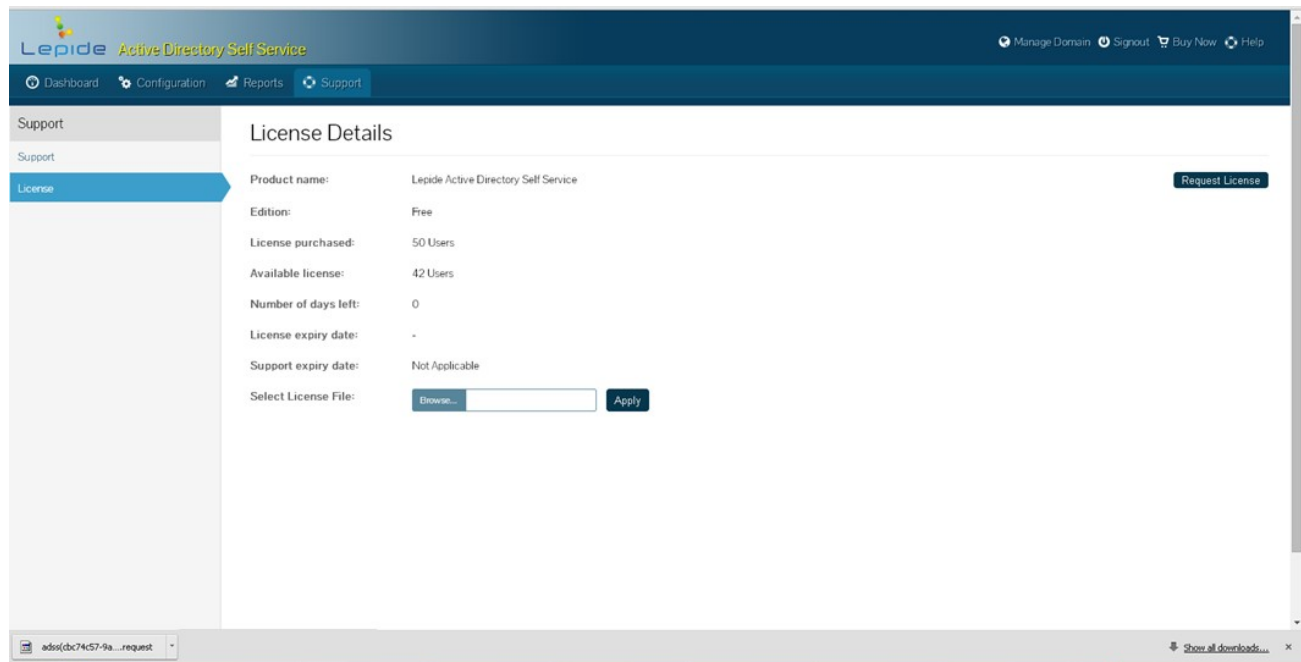 Lepide Active Directory Self Service
Manage Domain Signout Buy Now Help
Dashboard Configuration Reports Support
Support
Support
License
License Details
Product name: Lepide Active Directory Self Service
Request License
Edition: Free
License purchased: 50 Users
Available license: 42 Users
Number of days left: 0
License expiry date: -
Support expiry date: Not Applicable
Select License File: Browse... Apply
adss(cbc74c57-9a....request
Show all downloads...